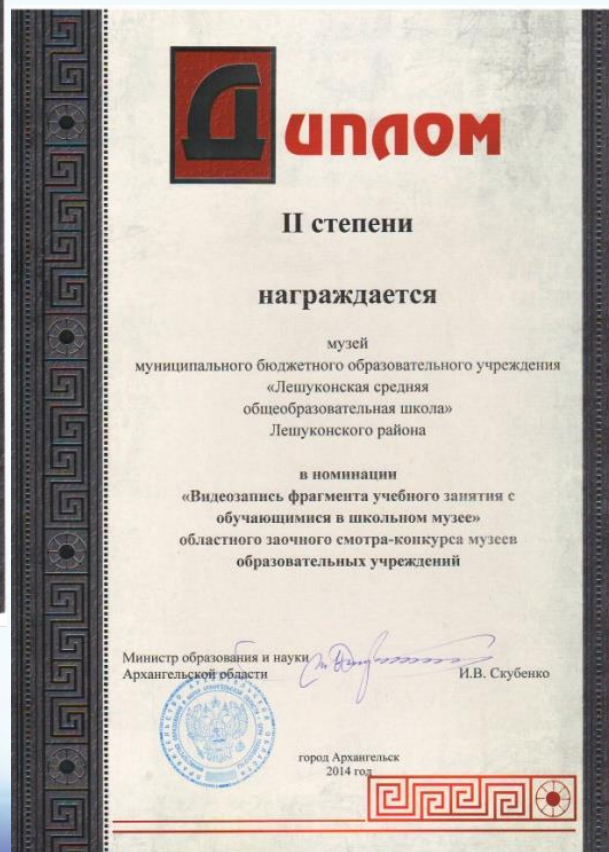 Диплом
II степени
награждается
музей
муниципального бюджетного образовательного учреждения
«Лешуконская средняя
общеобразовательная школа»
Лешуконского района
в номинации
«Видеозапись фрагмента учебного занятия с
обучающимися в школьном музее»
областного заочного смотра-конкурса музеев
образовательных учреждений
Министр образования и науки
Архангельской области
И.В. Скубенко
город Архангельск
2014 год